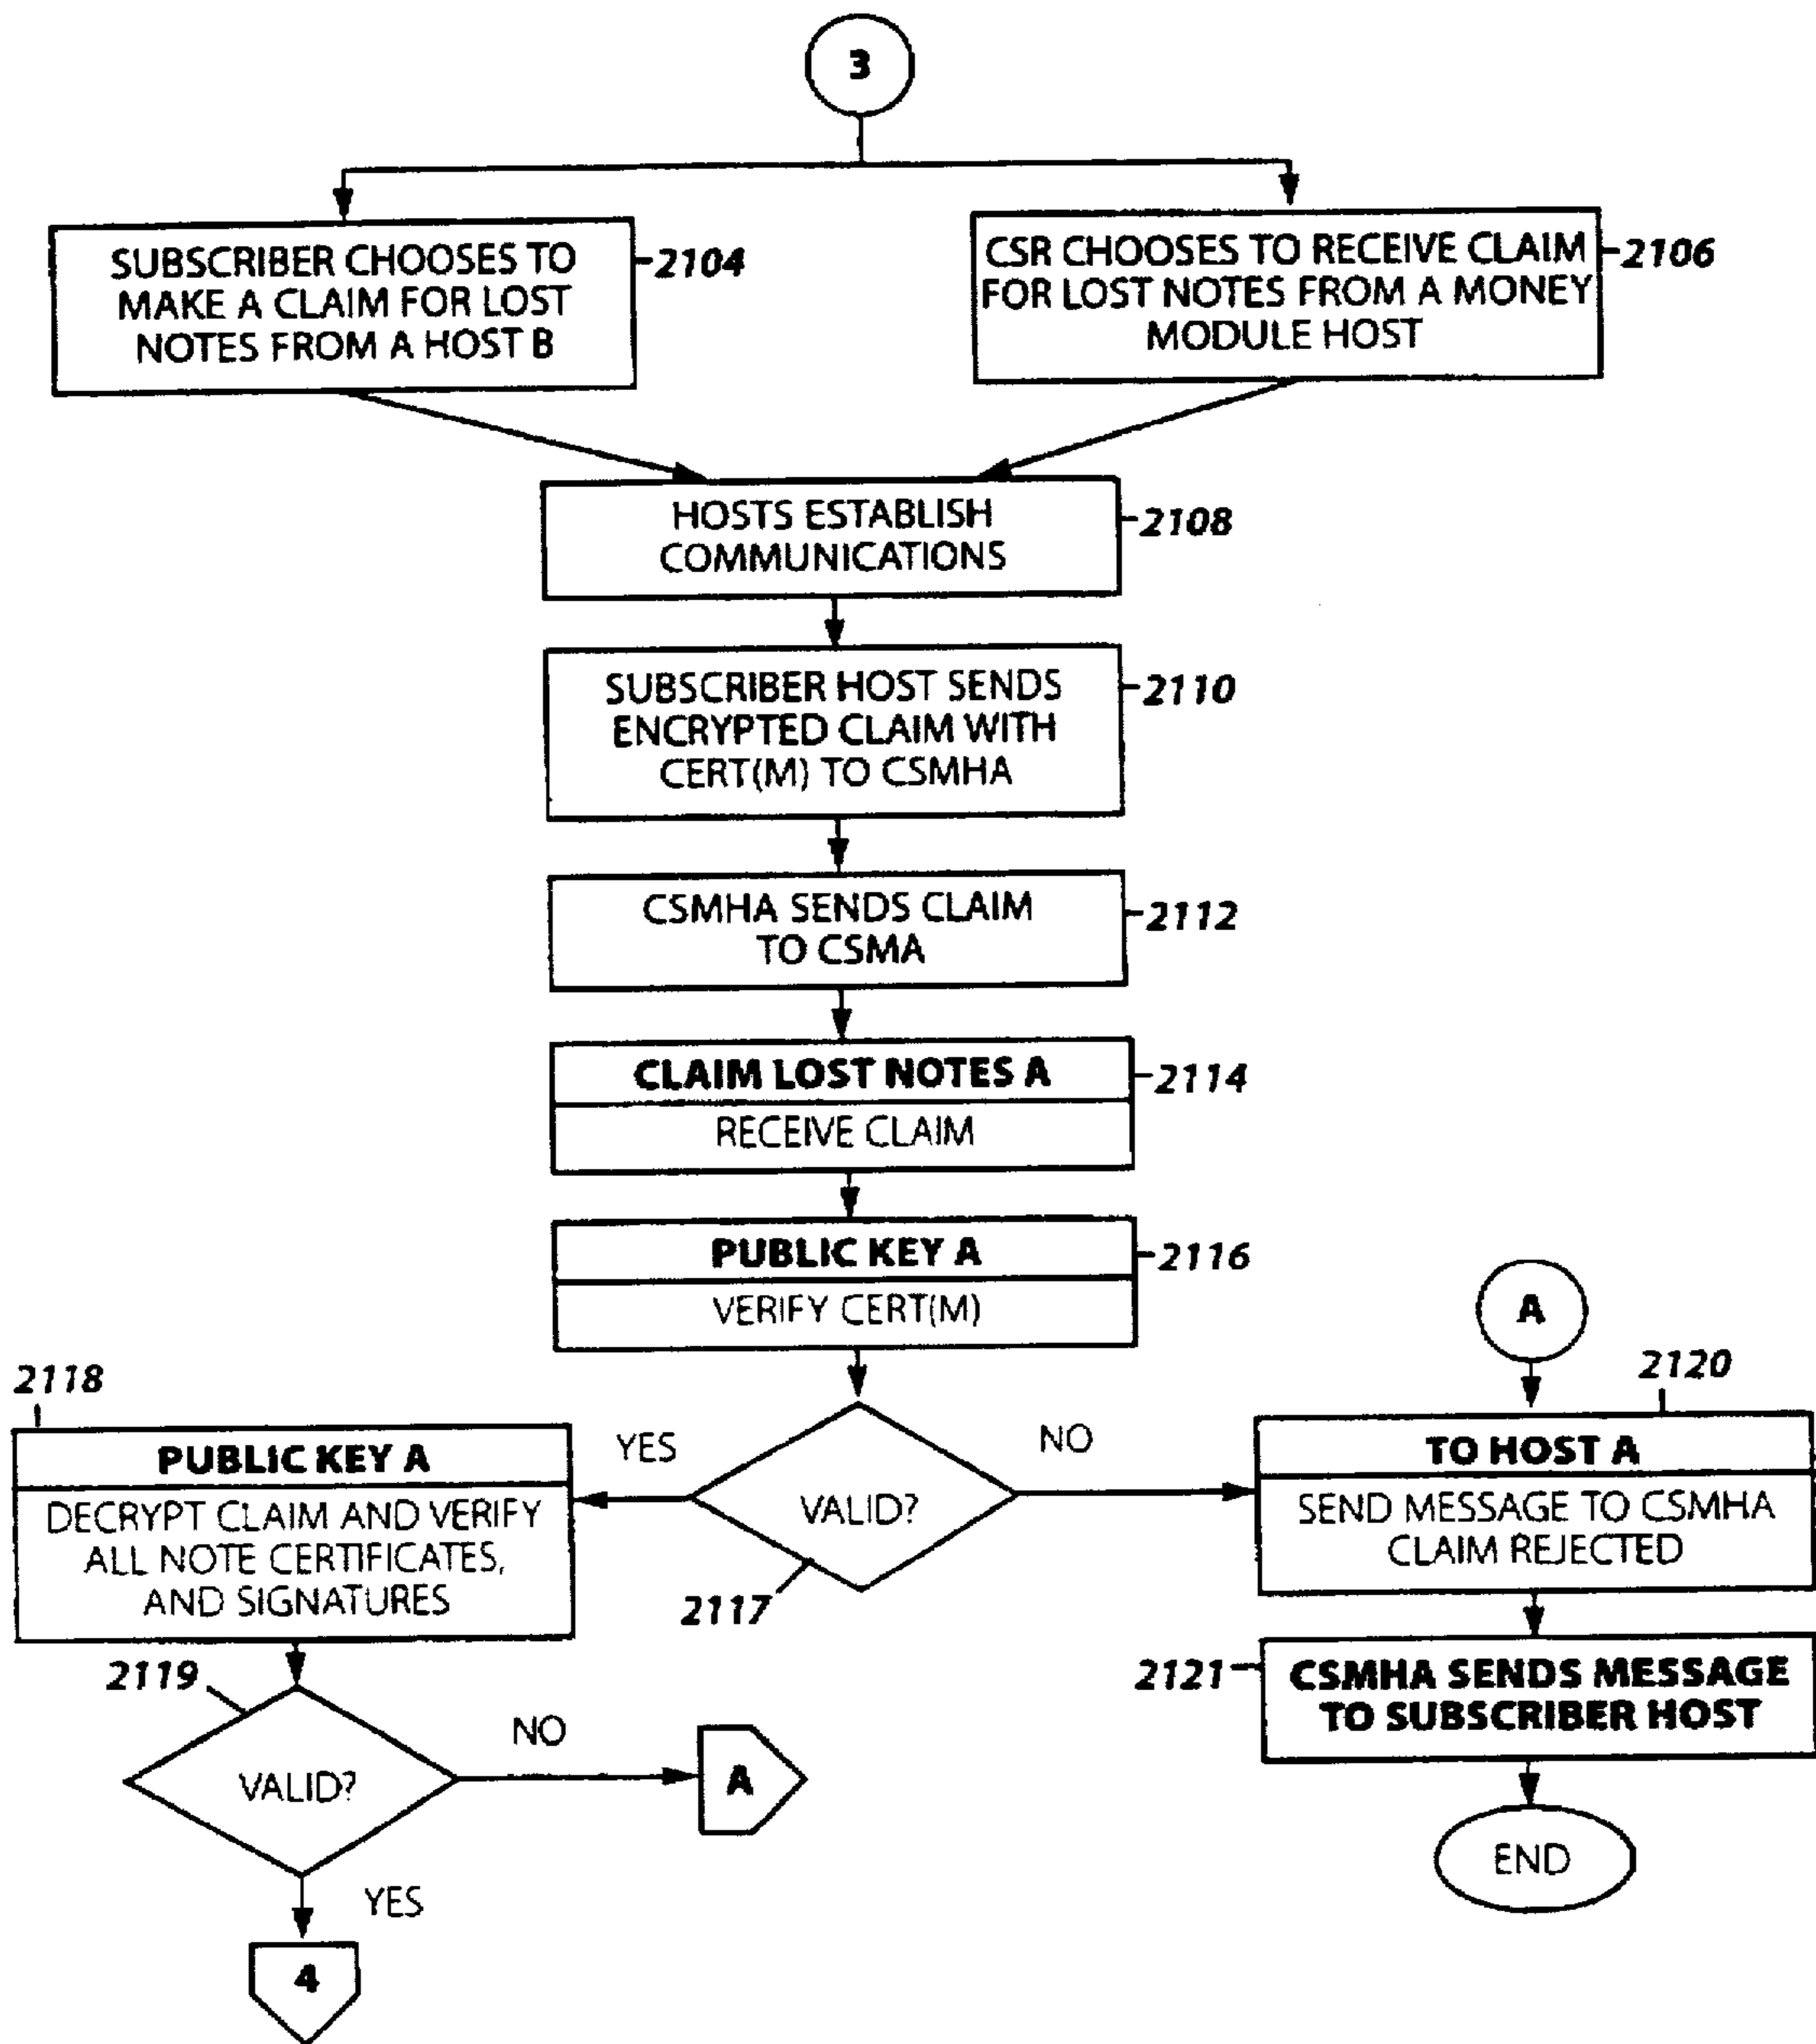 3
SUBSCRIBER CHOOSES TO
MAKE A CLAIM FOR LOST
NOTES FROM A HOST B
2104
CSR CHOOSES TO RECEIVE CLAIM
FOR LOST NOTES FROM A MONEY
MODULE HOST
2106
HOSTS ESTABLISH
COMMUNICATIONS
2108
SUBSCRIBER HOST SENDS
ENCRYPTED CLAIM WITH
CERT(M) TO CSMHA
2110
CSMHA SENDS CLAIM
TO CSMA
2112
CLAIM LOST NOTES A
RECEIVE CLAIM
2114
PUBLIC KEY A
VERIFY CERT(M)
2116
VALID?
2117
YES
NO
2118
PUBLIC KEY A
DECRYPT CLAIM AND VERIFY
ALL NOTE CERTIFICATES,
AND SIGNATURES
A
2120
TO HOST A
SEND MESSAGE TO CSMHA
CLAIM REJECTED
2121
CSMHA SENDS MESSAGE
TO SUBSCRIBER HOST
END
2119
VALID?
NO
A
YES
4